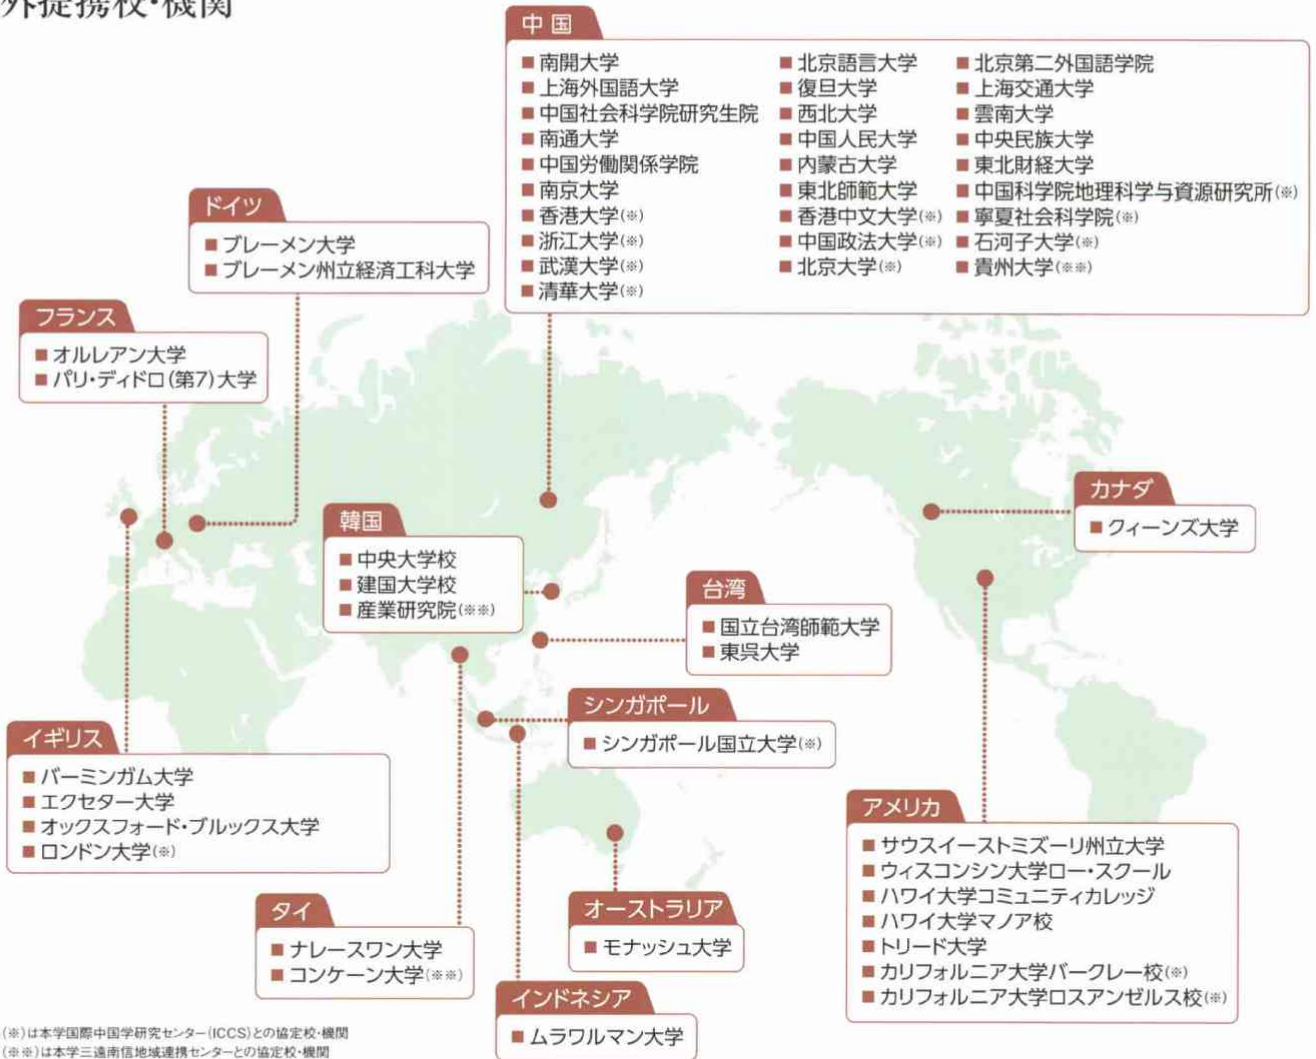 外提携校・機関
中国
■ 南開大学
■ 上海外国語大学
■ 中国社会科学院研究生院
■ 南通大学
■ 中国労働関係学院
■ 南京大学
■ 香港大学(※)
■ 浙江大学(※)
■ 武漢大学(※)
■ 清華大学(※)
■ 北京語言大学
■ 復旦大学
■ 西北大学
■ 中国人民大学
■ 内蒙古大学
■ 東北師範大学
■ 香港中文大学(※)
■ 中国政法大学(※)
■ 北京大学(※)
■ 北京第二外国語学院
■ 上海交通大学
■ 雲南大学
■ 中央民族大学
■ 東北財経大学
■ 中国科学院地理科学与資源研究所(※)
■ 寧夏社会科学院(※)
■ 石河子大学(※)
■ 貴州大学(※※)
ドイツ
■ ブレーメン大学
■ ブレーメン州立経済工科大学
フランス
■ オルレアン大学
■ パリ・ディドロ(第7)大学
カナダ
■ クィーンズ大学
韓国
■ 中央大学校
■ 建国大学校
■ 産業研究院(※※)
台湾
■ 国立台湾師範大学
■ 東呉大学
シンガポール
■ シンガポール国立大学(※)
イギリス
■ バーミンガム大学
■ エクセター大学
■ オックスフォード・ブルックス大学
■ ロンドン大学(※)
アメリカ
■ サウスイーストミズーリ州立大学
■ ウィスコンシン大学ロー・スクール
■ ハワイ大学コミュニティカレッジ
■ ハワイ大学マノア校
■ トリード大学
■ カリフォルニア大学バークレー校(※)
■ カリフォルニア大学ロスアンゼルス校(※)
タイ
■ ナレースワン大学
■ コンケーン大学(※※)
オーストラリア
■ モナッシュ大学
インドネシア
■ ムラワルマン大学
(※)は本学国際中国学研究センター(ICCS)との協定校・機関
(※※)は本学三遠南信地域連携センターとの協定校・機関